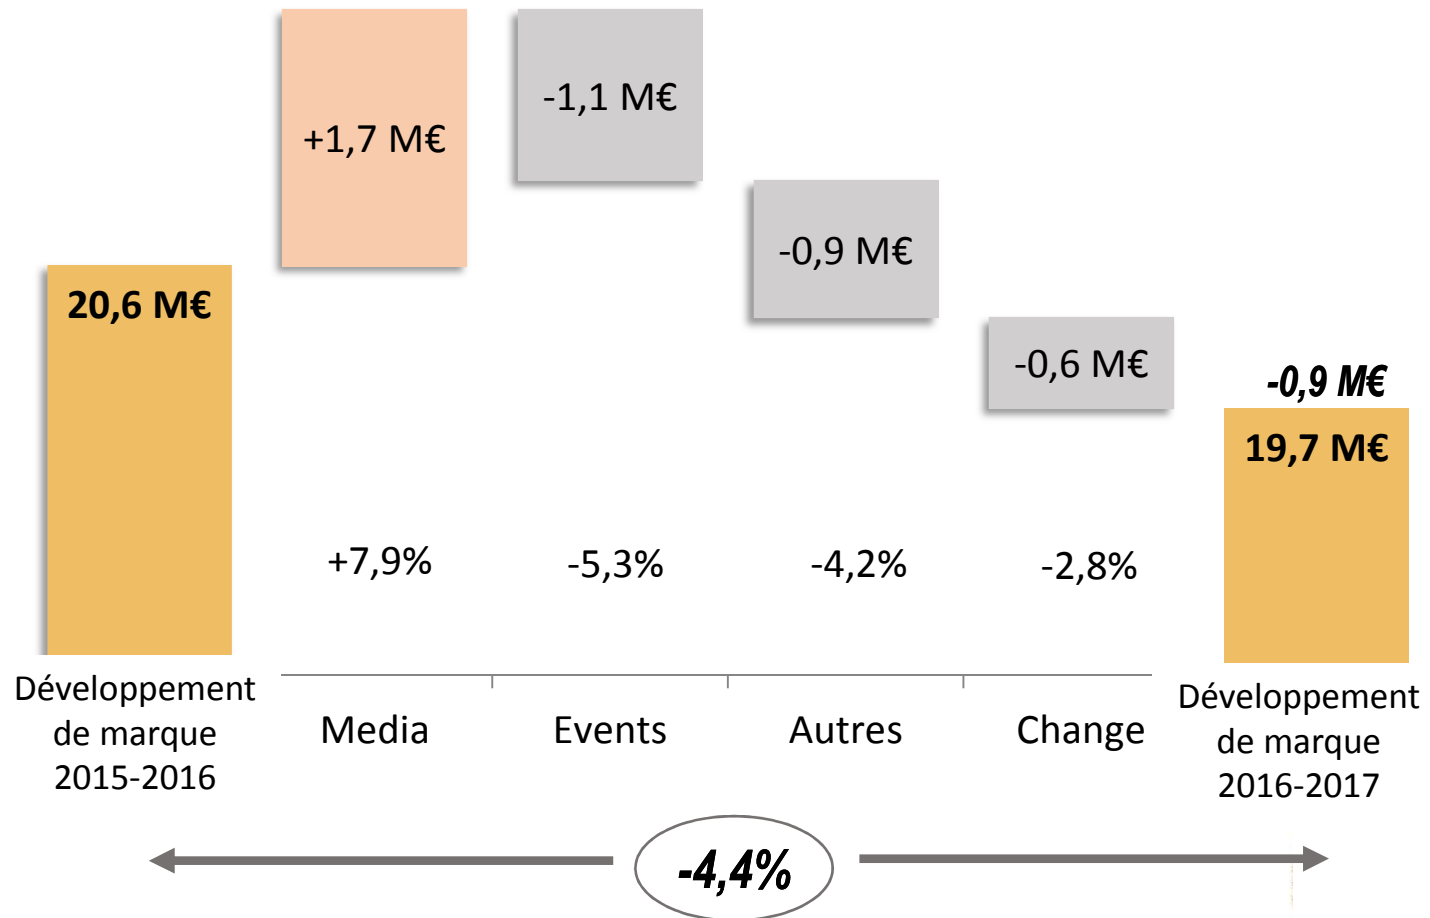 +1,7 M€
-1,1 M€
-0,9 M€
-0,6 M€
20,6 M€
-0,9 M€
19,7 M€
+7,9%
-5,3%
-4,2%
-2,8%
Développement
de marque
2015-2016
Media
Events
Autres
Change
Développement
de marque
2016-2017
-4,4%